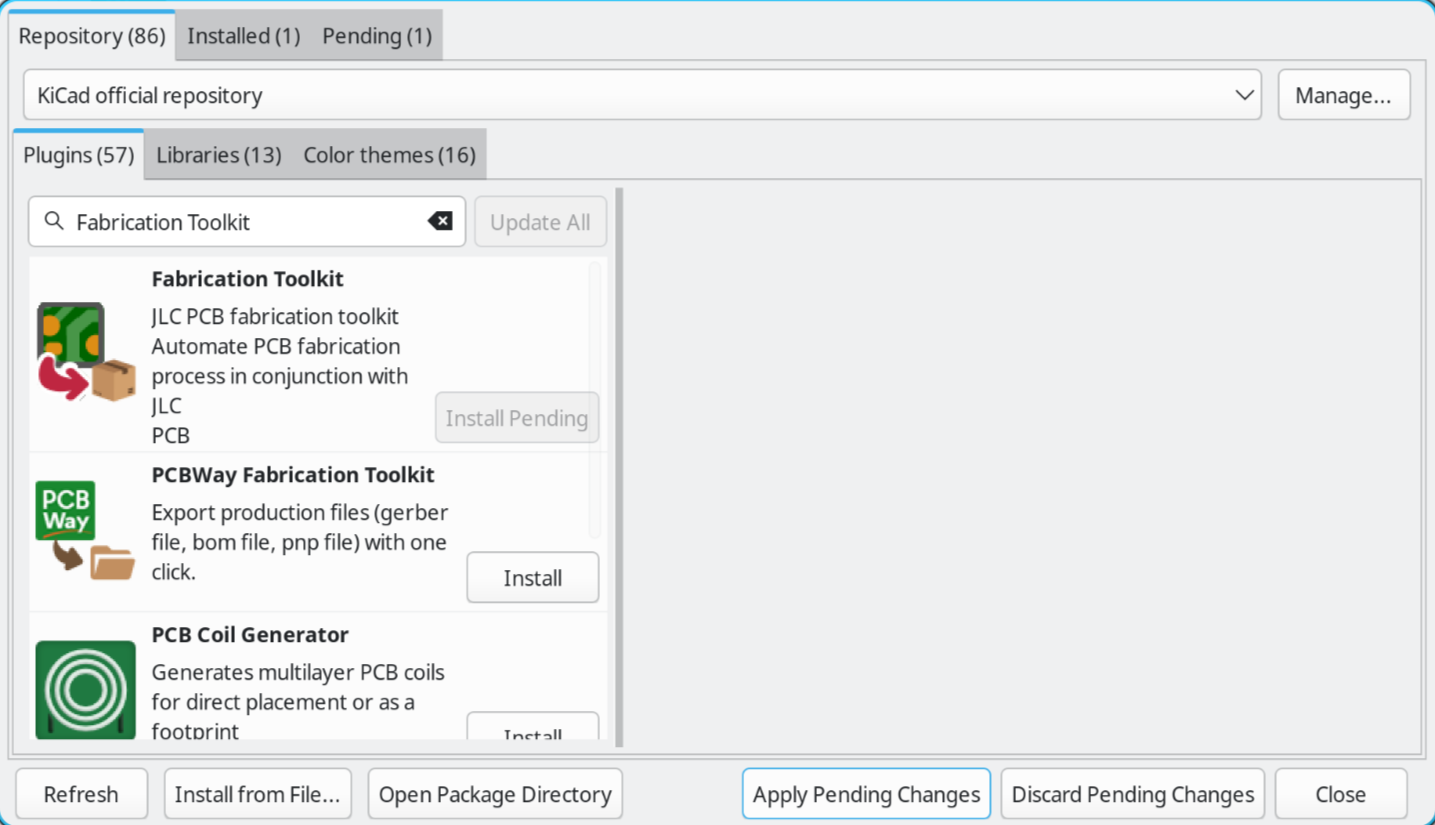 Repository (86) Installed (1) Pending (1)
KiCad official repository Manage...
Plugins (57) Libraries (13) Color themes (16)
Fabrication Toolkit Update All
Fabrication Toolkit
JLC PCB fabrication toolkit
Automate PCB fabrication
process in conjunction with
JLC
PCB
Install Pending
PCBWay Fabrication Toolkit
PCB
Way
Export production files (gerber
file, bom file, pnp file) with one
click.
Install
PCB Coil Generator
Generates multilayer PCB coils
for direct placement or as a
footprint
Install
Refresh Install from File... Open Package Directory Apply Pending Changes Discard Pending Changes Close